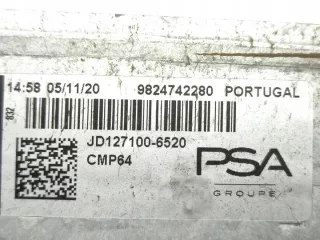 14:58 05/11/20 9824742280 PORTUGAL
832
JD127100-6520
CMP64
PSA
GROUPE